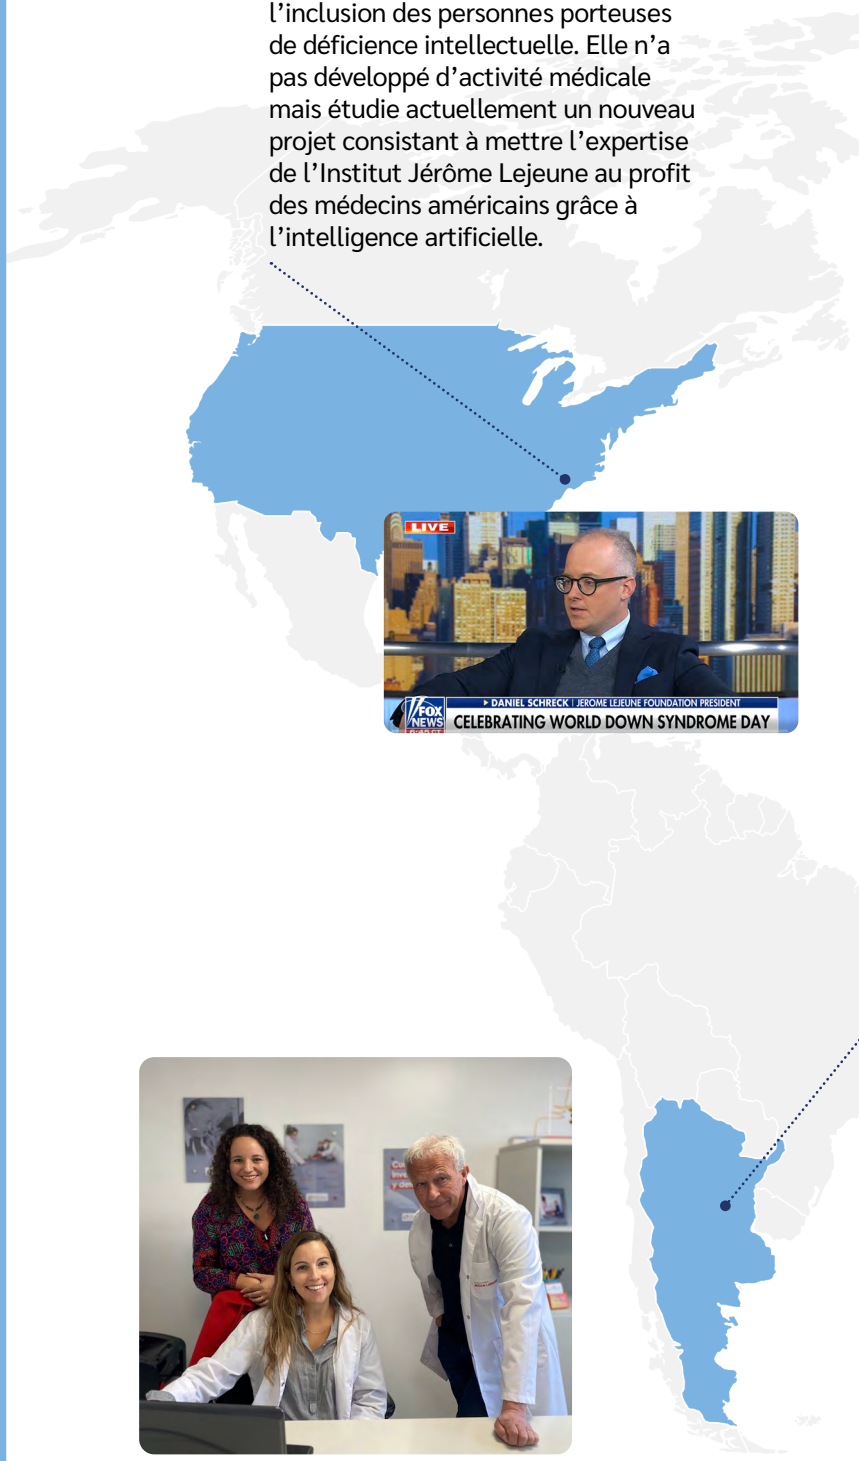 l’inclusion des personnes porteuses
de déficience intellectuelle. Elle n’a
pas développé d’activité médicale
mais étudie actuellement un nouveau
projet consistant à mettre l’expertise
de l’Institut Jérôme Lejeune au profit
des médecins américains grâce à
l’intelligence artificielle.
LIVE
DANIEL SCHRECK | JEROME LEJEUNE FOUNDATION PRESIDENT
FOX
NEWS
CELEBRATING WORLD DOWN SYNDROME DAY